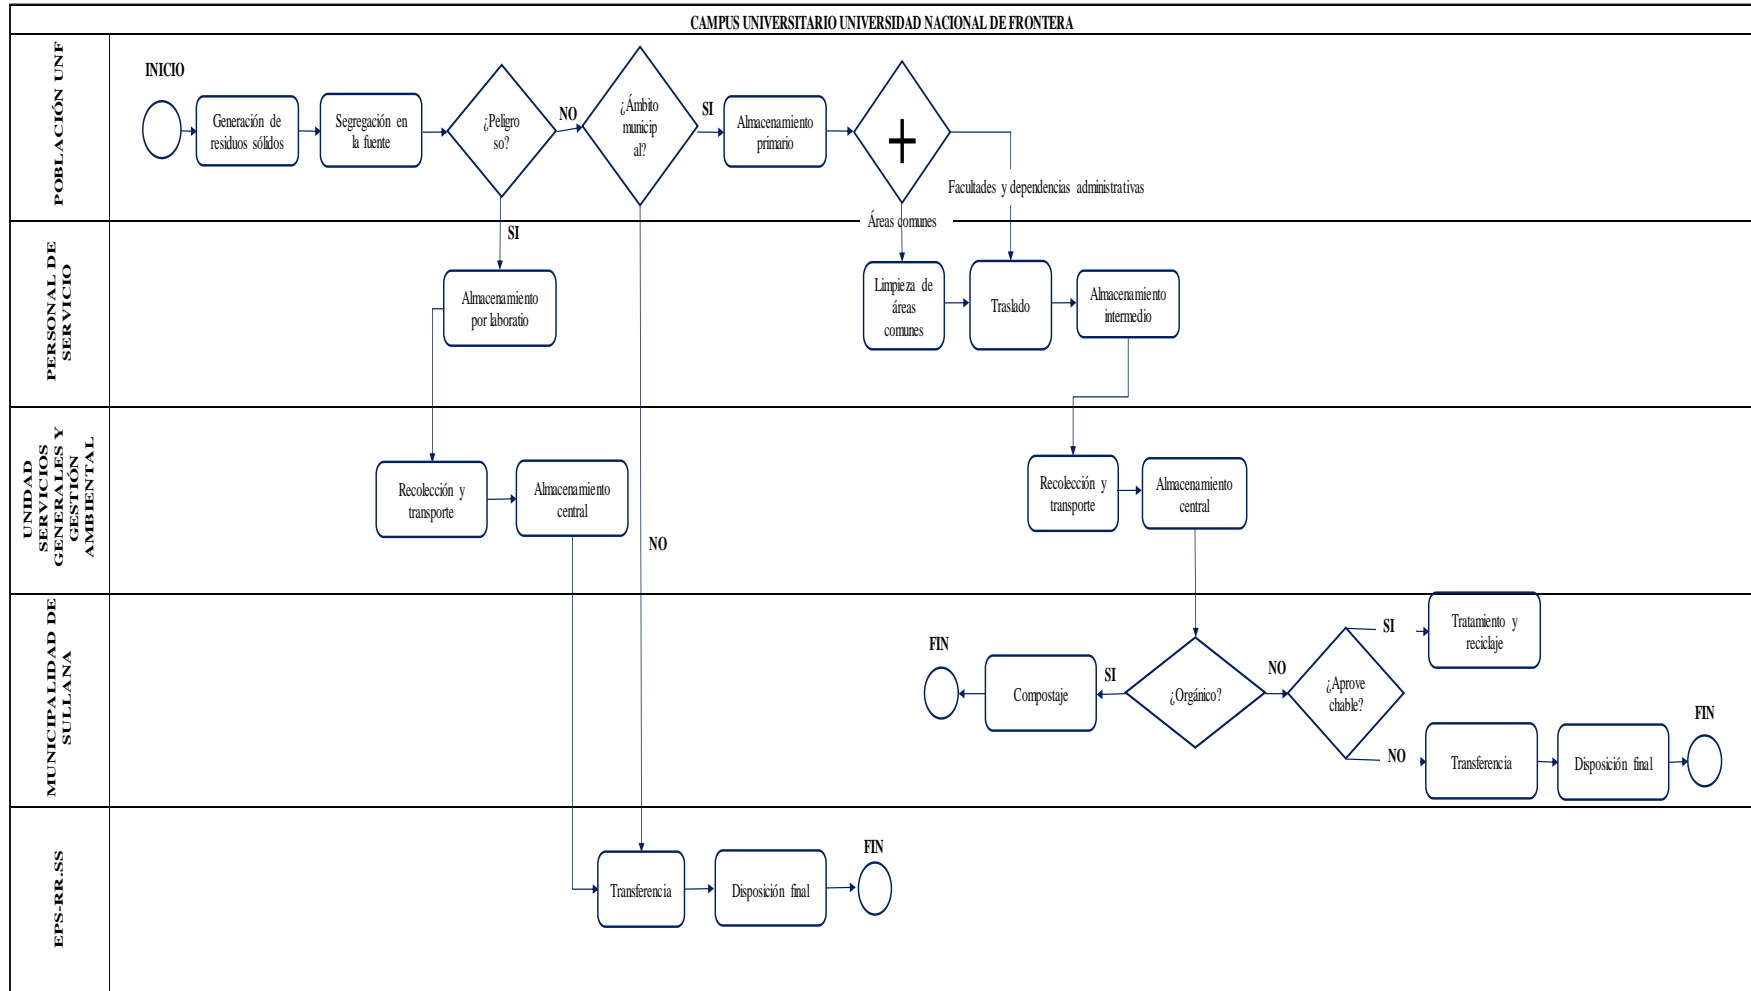 CAMPUS UNIVERSITARIO UNIVERSIDAD NACIONAL DE FRONTERA
POBLACIÓN UNF
INICIO
Generación de
residuos sólidos
Segregación en
la fuente
¿Peligro
so?
NO
SI
¿Ámbito
municip
al?
SI
NO
Almacenamiento
primario
Facultades y dependencias administrativas
Áreas comunes
PERSONAL DE
SERVICIO
Almacenamiento
por laboratio
Limpieza de
áreas
comunes
Traslado
Almacenamiento
intermedio
UNIDAD
SERVICIOS
GENERALES Y
GESTIÓN
AMBIENTAL
Recolección y
transporte
Almacenamiento
central
Recolección y
transporte
Almacenamiento
central
MUNICIPALIDAD DE
SULLANA
FIN
Compostaje
SI
¿Orgánico?
NO
¿Aprove
chable?
SI
Tratamiento y
reciclaje
NO
Transferencia
Disposición final
FIN
EPS-RR.SS
Transferencia
Disposición final
FIN